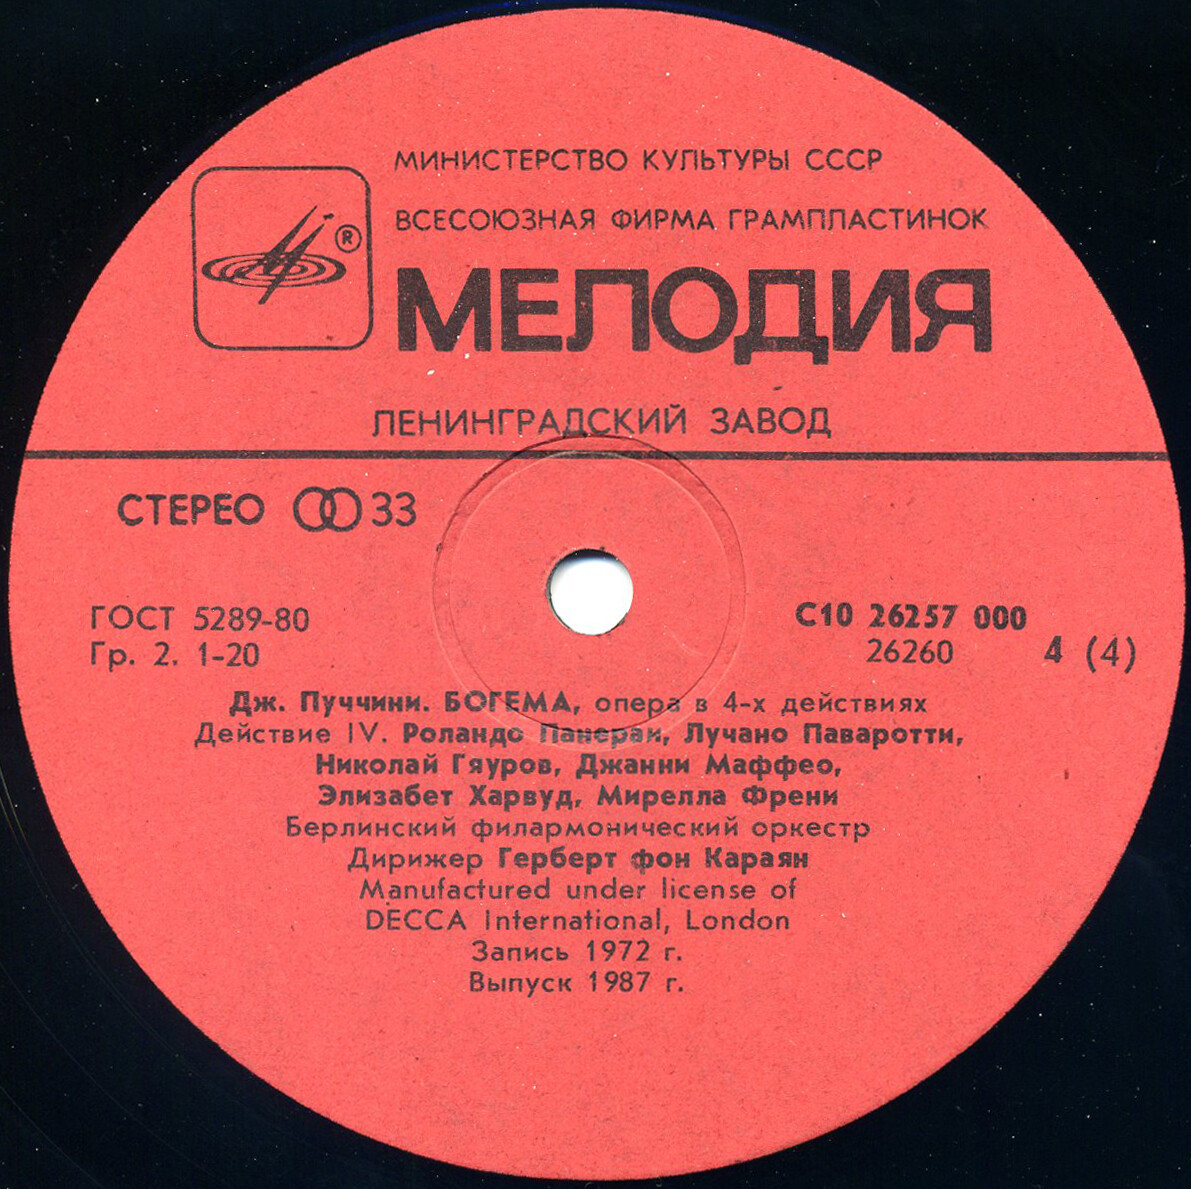 МИНИСТЕРСТВО КУЛЬТУРЫ СССР
ВСЕСОЮЗНАЯ ФИРМА ГРАМПЛАСТИНОК
®
МЕЛОДИЯ
ЛЕНИНГРАДСКИЙ ЗАВОД
СТЕРЕО 33
ГОСТ 5289-80
Гр. 2. 1-20
С10 26257 000
26260 4 (4)
Дж. Пуччини. БОГЕМА, опера в 4-х действиях
Действие IV. Роландо Панераи, Лучано Паваротти,
Николай Гяуров, Джанни Маффео,
Элизабет Харвуд, Мирелла Френи
Берлинский филармонический оркестр
Дирижер Герберт фон Караян
Manufactured under license of
DECCA International, London
Запись 1972 г.
Выпуск 1987 г.